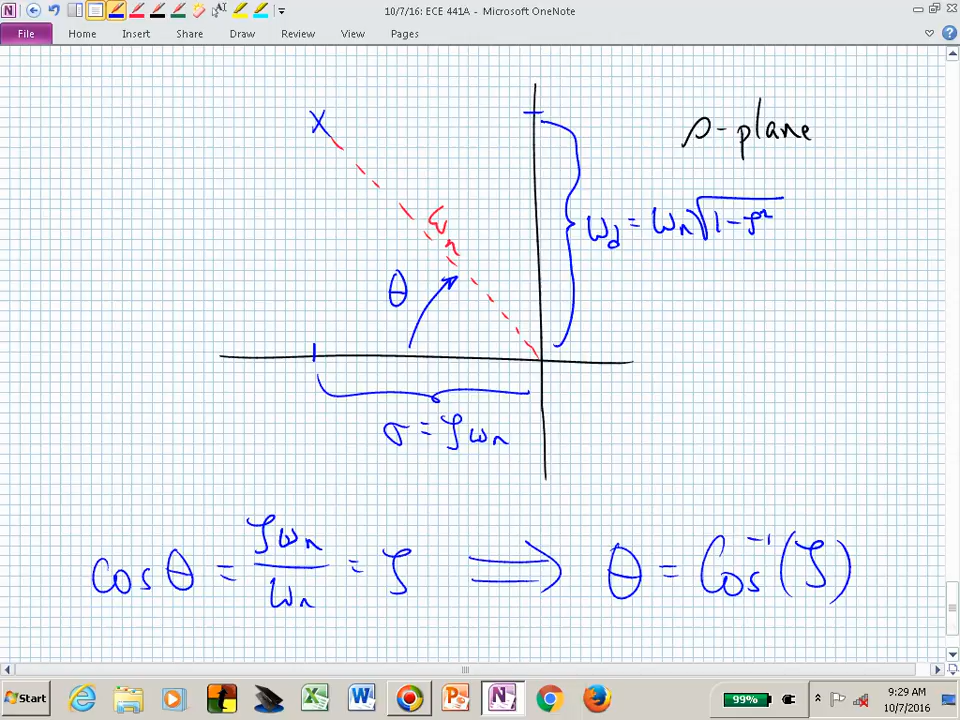 10/7/16: ECE 441A - Microsoft OneNote
File Home Insert Share Draw Review View Pages
s-plane
X
ωn
ωd = ωn√(1-ζ²)
θ
σ = ζωn
cos θ = ζωn/ωn = ζ ⟹ θ = Cos⁻¹(ζ)
Start
99%
9:29 AM
10/7/2016